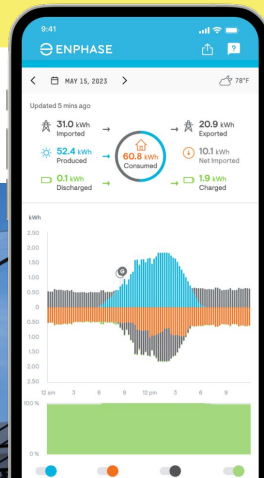 9:41
ENPHASE
MAY 15, 2023
78°F
Updated 5 mins ago
31.0 kWh
Imported
20.9 kWh
Exported
52.4 kWh
Produced
60.8 kWh
Consumed
10.1 kWh
Net Imported
0.1 kWh
Discharged
1.9 kWh
Charged
kWh
2.50
2.00
1.50
1.00
0.50
0
0.50
1.00
1.50
2.00
2.50
12 am 3 6 9 12 pm 3 6 9
100 %
0 %